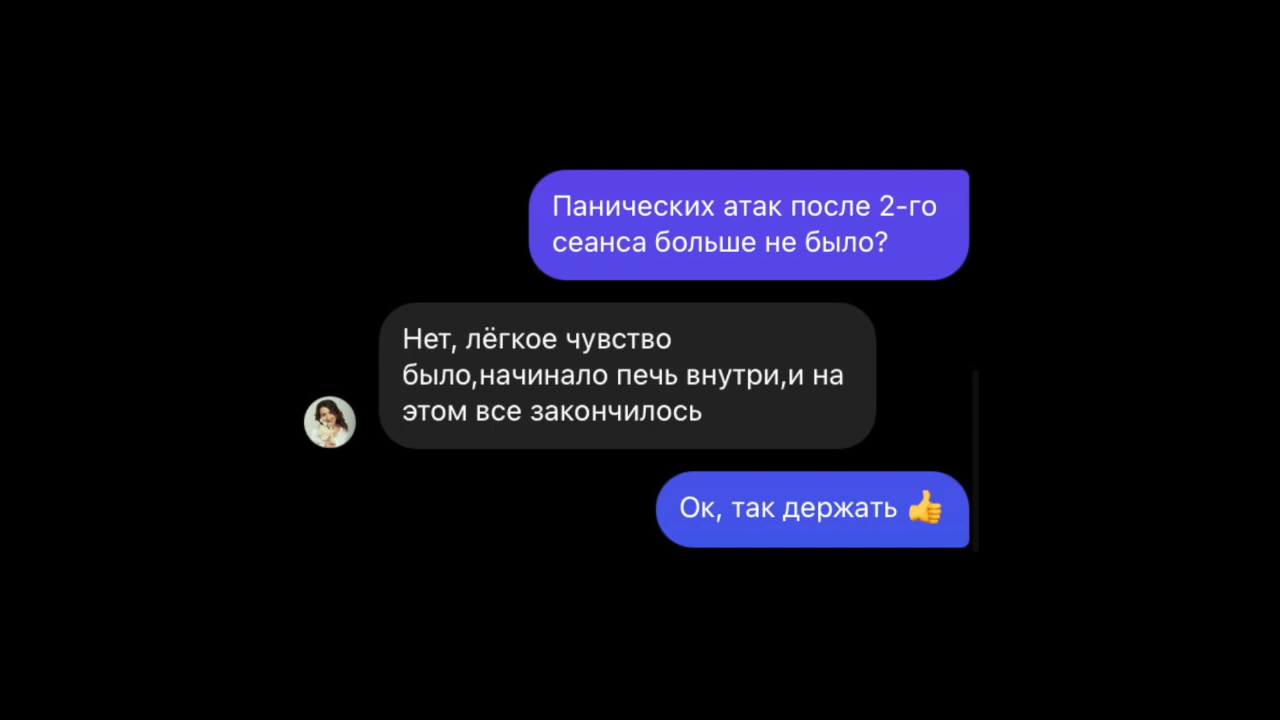 Панических атак после 2-го
сеанса больше не было?
Нет, лёгкое чувство
было,начинало печь внутри,и на
этом все закончилось
Ок, так держать 👍